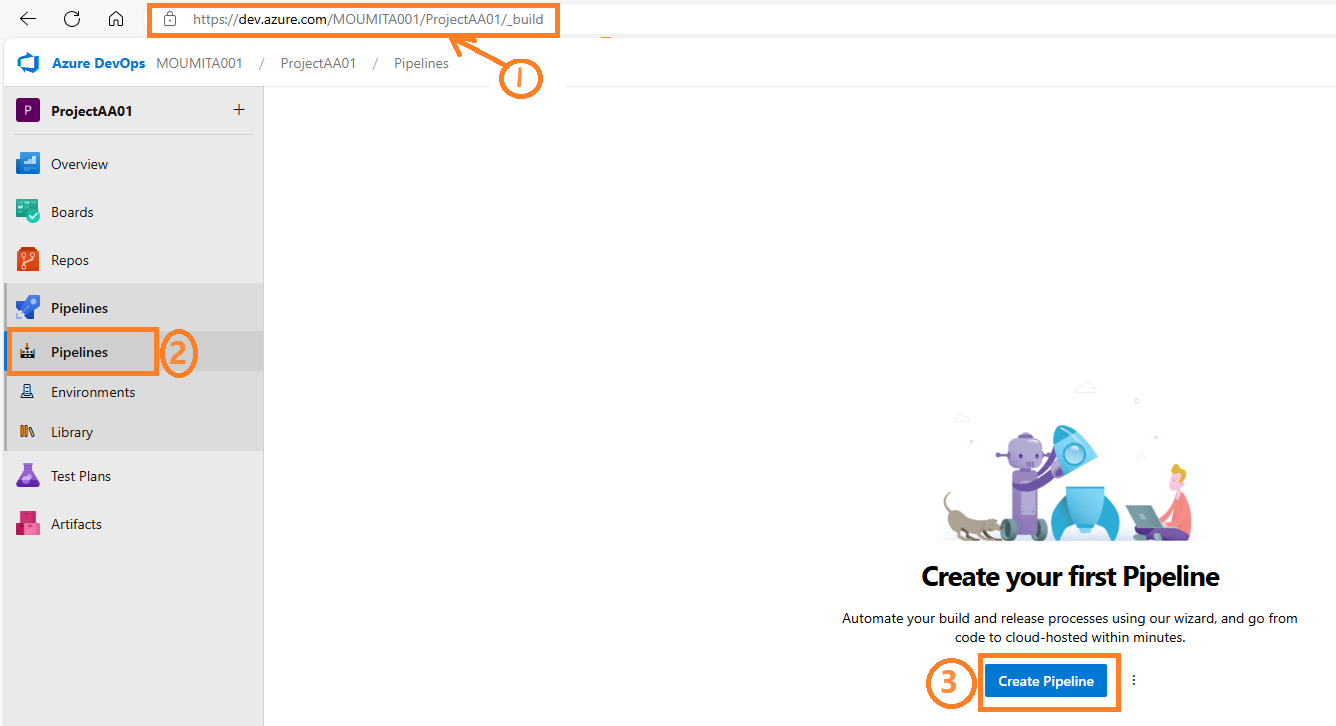 https://dev.azure.com/MOUMITA001/ProjectAA01/_build
Azure DevOps MOUMITA001 / ProjectAA01 / Pipelines
1
P ProjectAA01 +
Overview
Boards
Repos
Pipelines
Pipelines 2
Environments
Library
Test Plans
Artifacts
Create your first Pipeline
Automate your build and release processes using our wizard, and go from
code to cloud-hosted within minutes.
3 Create Pipeline